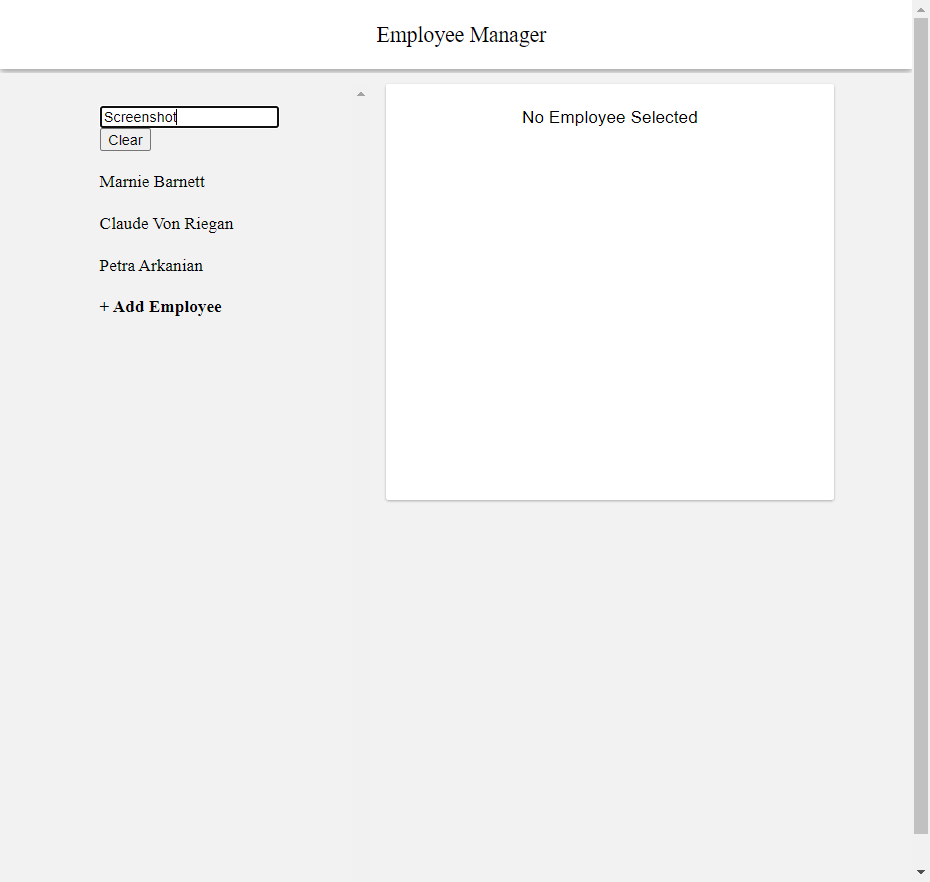 Employee Manager
Screenshot
Clear
Marnie Barnett
Claude Von Riegan
Petra Arkanian
+ Add Employee
No Employee Selected